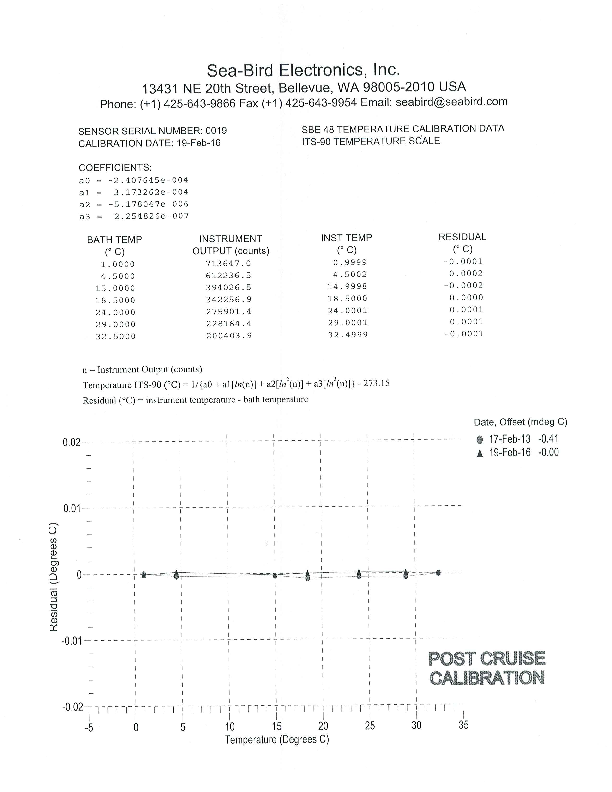 Sea-Bird Electronics, Inc.
13431 NE 20th Street, Bellevue, WA 98005-2010 USA
Phone: (+1) 425-643-9866 Fax (+1) 425-643-9954 Email: seabird@seabird.com
SENSOR SERIAL NUMBER: 0019
CALIBRATION DATE: 19-Feb-16
SBE 48 TEMPERATURE CALIBRATION DATA
ITS-90 TEMPERATURE SCALE
COEFFICIENTS:
a0 = -2.407645e-004
a1 = 3.173262e-004
a2 = -5.178047e-006
a3 = 2.254826e-007
BATH TEMP INSTRUMENT INST TEMP RESIDUAL
(° C) OUTPUT (counts) (° C) (° C)
1.0000 713647.0 0.9999 -0.0001
4.5000 612236.5 4.5002 0.0002
15.0000 394026.5 14.9998 -0.0002
18.5000 342256.9 18.5000 0.0000
24.0000 275901.4 24.0001 0.0001
29.0000 228164.4 29.0001 0.0001
32.5000 200403.9 32.4999 -0.0001
n = Instrument Output (counts)
Temperature ITS-90 (°C) = 1/{a0 + a1[ln(n)] + a2[ln²(n)] + a3[ln³(n)]} - 273.15
Residual (°C) = instrument temperature - bath temperature
Date, Offset (mdeg C)
17-Feb-13 -0.41
19-Feb-16 -0.00
0.02
0.01
0
-0.01
-0.02
Residual (Degrees C)
-5 0 5 10 15 20 25 30 35
Temperature (Degrees C)
POST CRUISE
CALIBRATION